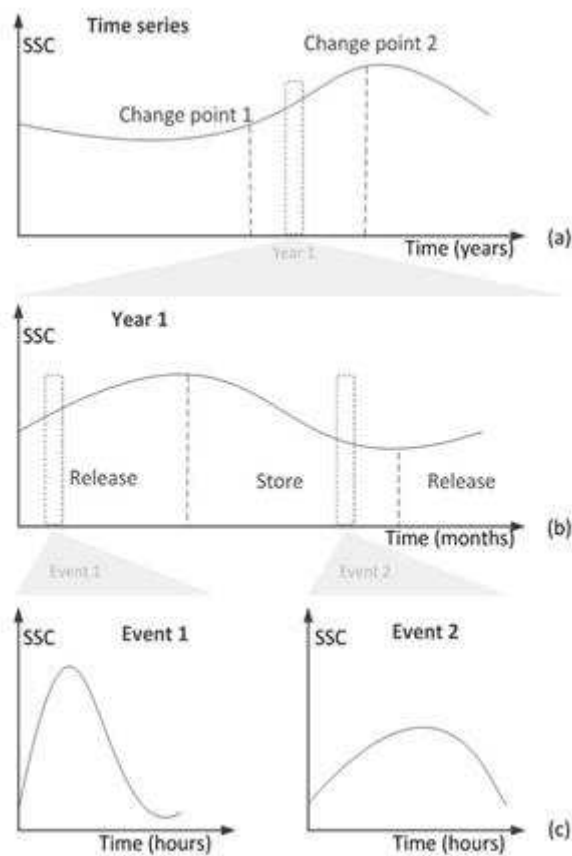 Time series
SSC
Change point 2
Change point 1
Time (years)
(a)
Year 1
SSC
Year 1
Release
Store
Release
Time (months)
(b)
Event 1
Event 2
SSC
Event 1
SSC
Event 2
Time (hours)
Time (hours)
(c)